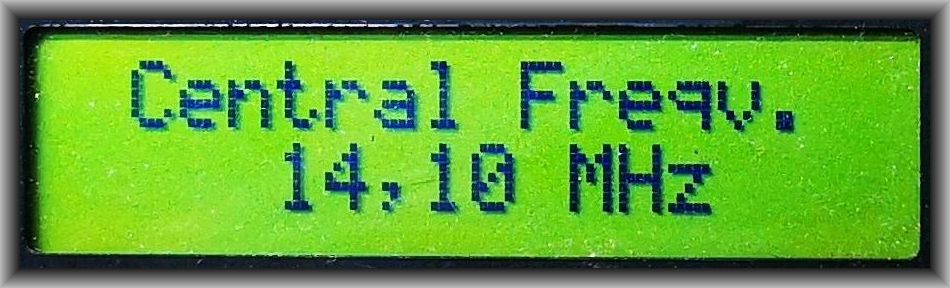 Central Freqv.
14,10 MHz